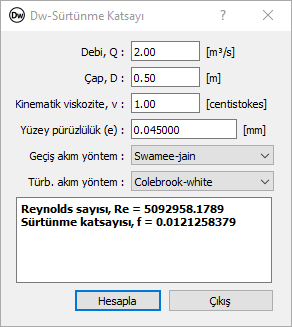 Dw Dw-Sürtünme Katsayı
Debi, Q : 2.00 [m³/s]
Çap, D : 0.50 [m]
Kinematik viskozite, v : 1.00 [centistokes]
Yüzey pürüzlülük (e) : 0.045000 [mm]
Geçiş akım yöntem : Swamee-jain
Türb. akım yöntem : Colebrook-white
Reynolds sayısı, Re = 5092958.1789
Sürtünme katsayısı, f = 0.0121258379
Hesapla Çıkış